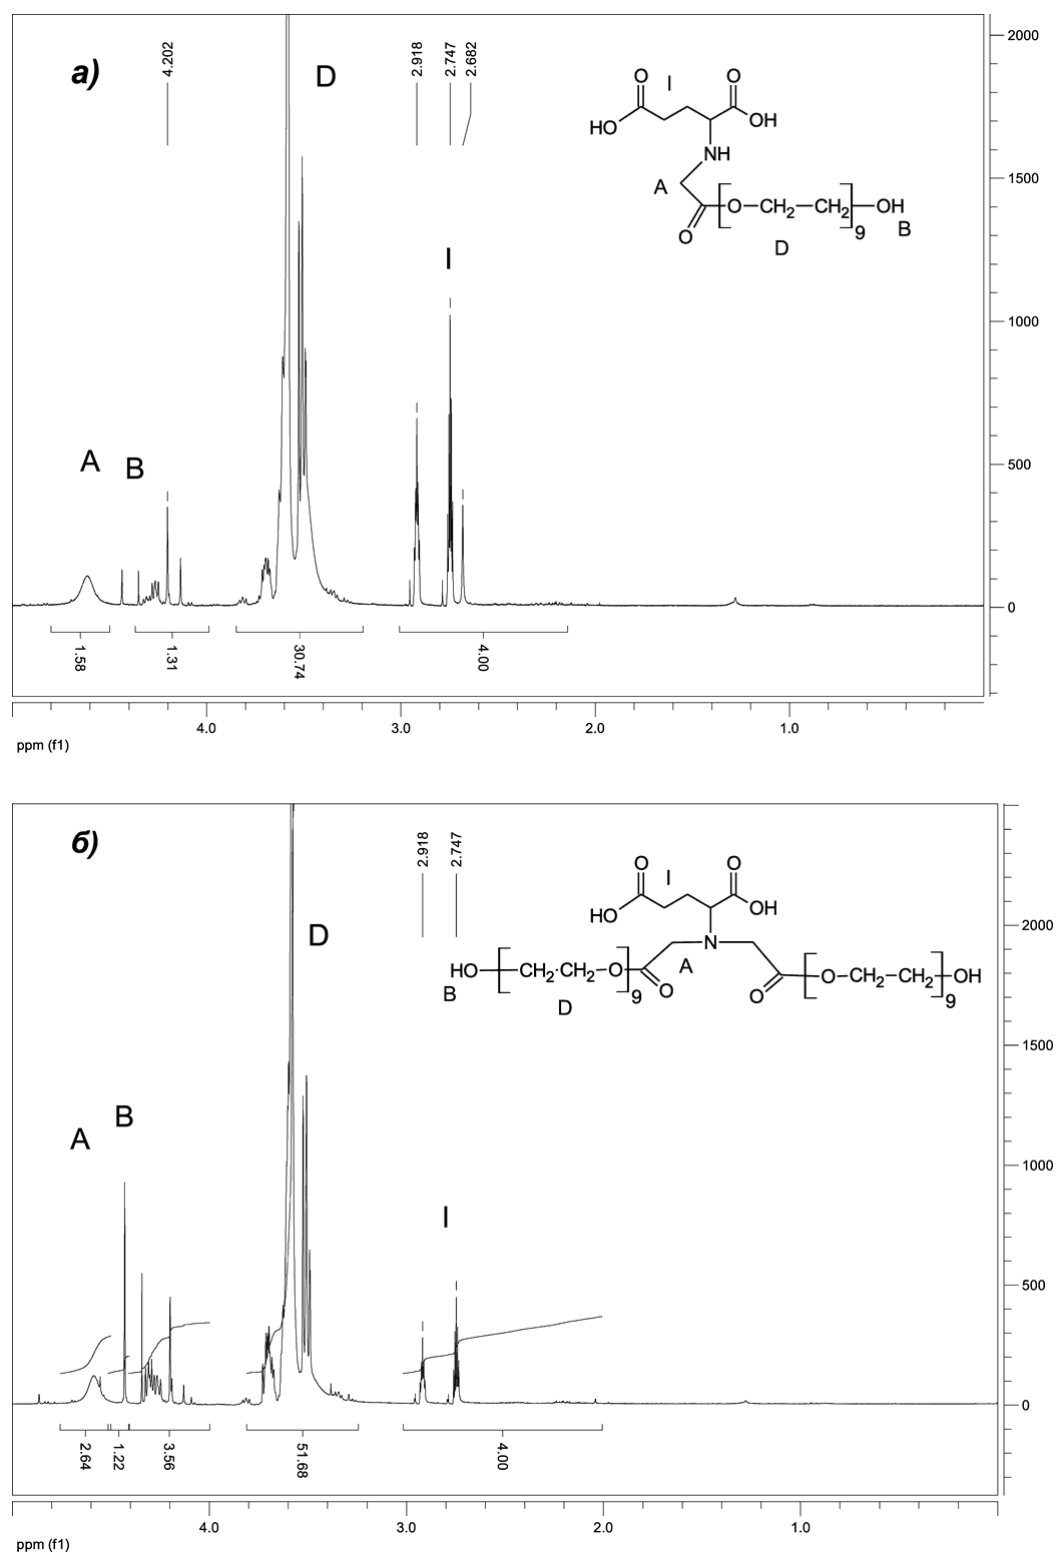 а)
4.202
D
2.918
2.747
2.682
2000
O
I
O
HO
OH
NH
1500
A
O
CH2
CH2
OH
9
B
O
D
I
1000
A
B
500
0
1.58
1.31
30.74
4.00
4.0
3.0
2.0
1.0
ppm (f1)
б)
2.918
2.747
O
I
O
HO
OH
2000
D
N
HO
CH2
CH2
O
A
O
CH2
CH2
OH
B
9
O
O
9
D
1500
B
A
1000
I
500
0
2.64
1.22
3.56
51.68
4.00
4.0
3.0
2.0
1.0
ppm (f1)